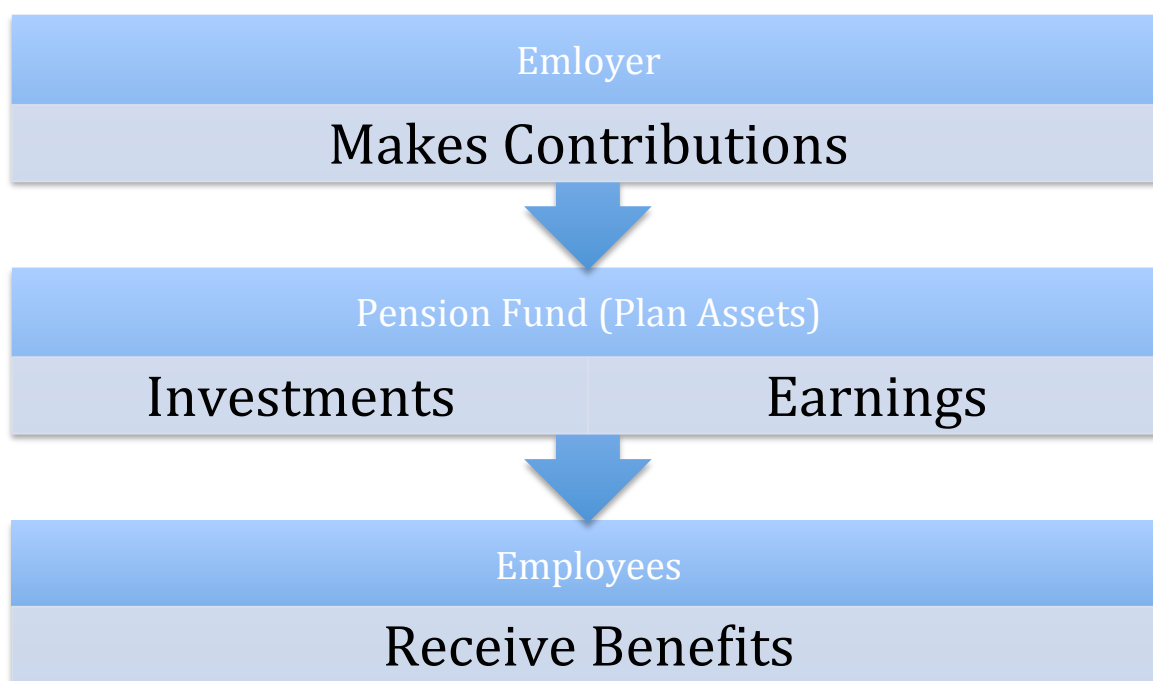 Emloyer
Makes Contributions
Pension Fund (Plan Assets)
Investments
Earnings
Employees
Receive Benefits